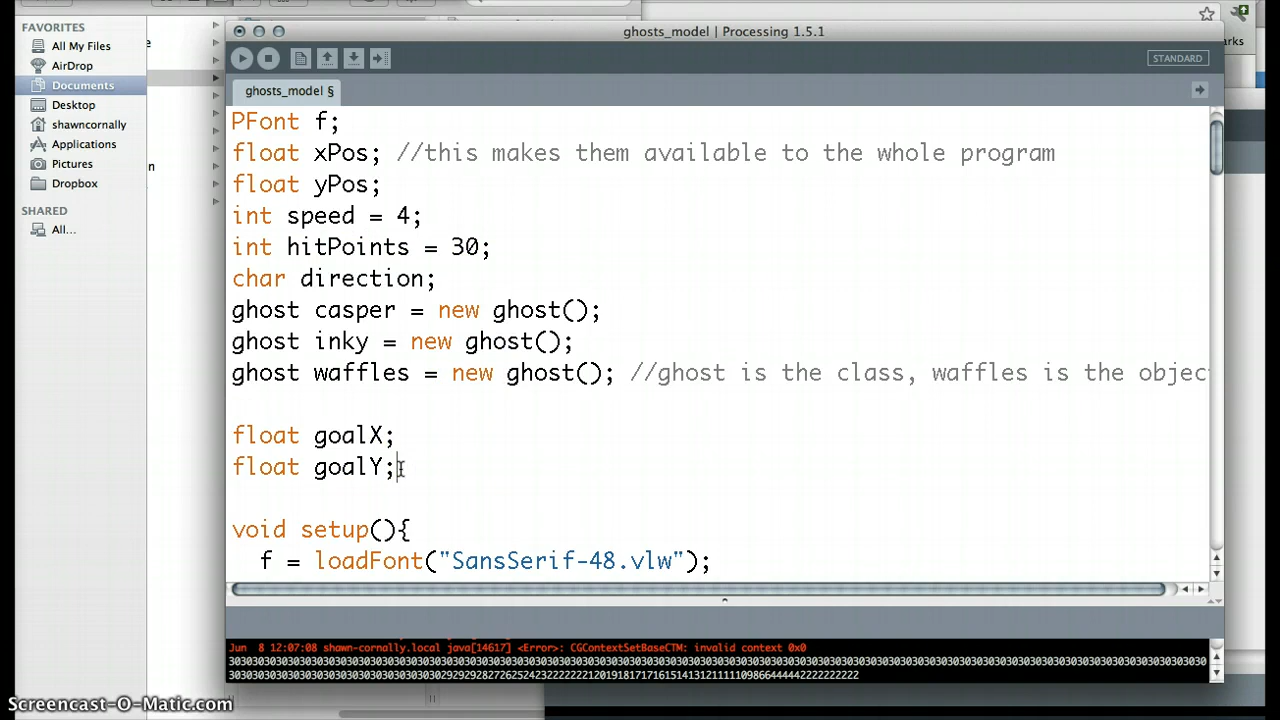 FAVORITES
All My Files
AirDrop
Documents
Desktop
shawncornally
Applications
Pictures
Dropbox
SHARED
All...
ghosts_model | Processing 1.5.1
STANDARD
ghosts_model §
PFont f;
float xPos; //this makes them available to the whole program
float yPos;
int speed = 4;
int hitPoints = 30;
char direction;
ghost casper = new ghost();
ghost inky = new ghost();
ghost waffles = new ghost(); //ghost is the class, waffles is the objec
float goalX;
float goalY;
void setup(){
f = loadFont("SansSerif-48.vlw");
Jun 8 12:07:08 shawn-cornally.local java[14617] <Error>: CGContextSetBaseCTM: invalid context 0x0
Screencast-O-Matic.com